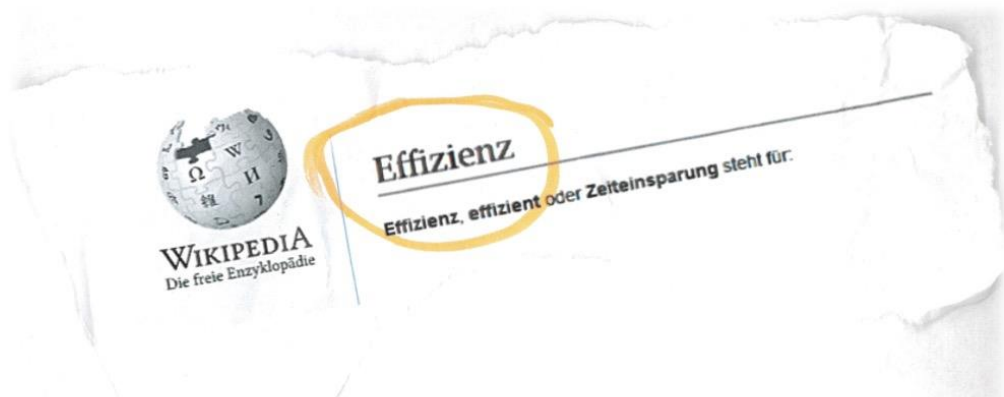 WIKIPEDIA
Die freie Enzyklopädie
Effizienz
Effizienz, effizient oder Zeiteinsparung steht für: